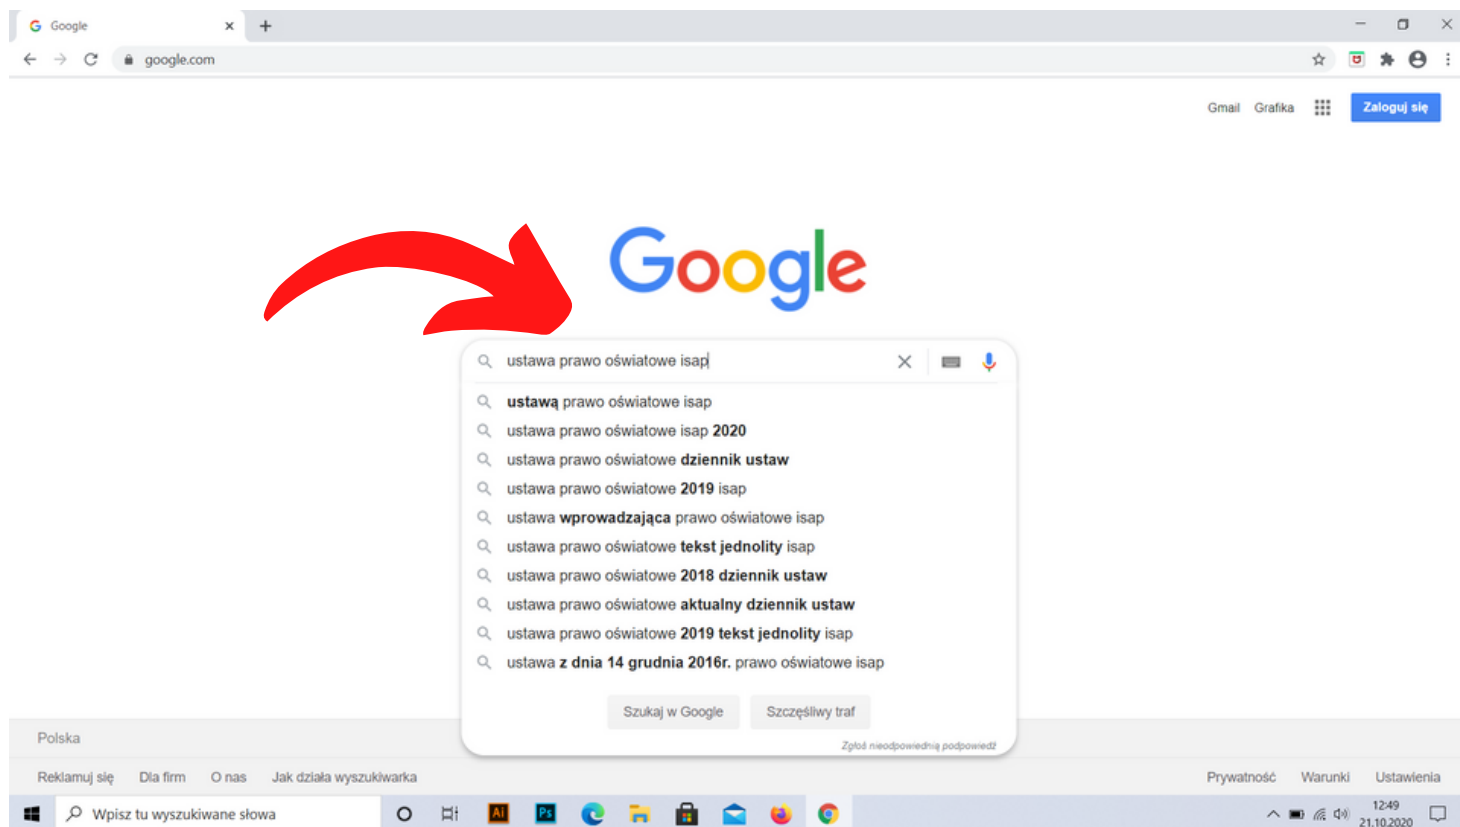 Google
google.com
Gmail Grafika Zaloguj się
Google
ustawa prawo oświatowe isap
ustawą prawo oświatowe isap
ustawa prawo oświatowe isap 2020
ustawa prawo oświatowe dziennik ustaw
ustawa prawo oświatowe 2019 isap
ustawa wprowadzająca prawo oświatowe isap
ustawa prawo oświatowe tekst jednolity isap
ustawa prawo oświatowe 2018 dziennik ustaw
ustawa prawo oświatowe aktualny dziennik ustaw
ustawa prawo oświatowe 2019 tekst jednolity isap
ustawa z dnia 14 grudnia 2016r. prawo oświatowe isap
Szukaj w Google Szczęśliwy traf
Zgłoś nieodpowiednią podpowiedź
Polska
Reklamuj się Dla firm O nas Jak działa wyszukiwarka Prywatność Warunki Ustawienia
Wpisz tu wyszukiwane słowa
Ai Ps
12:49
21.10.2020